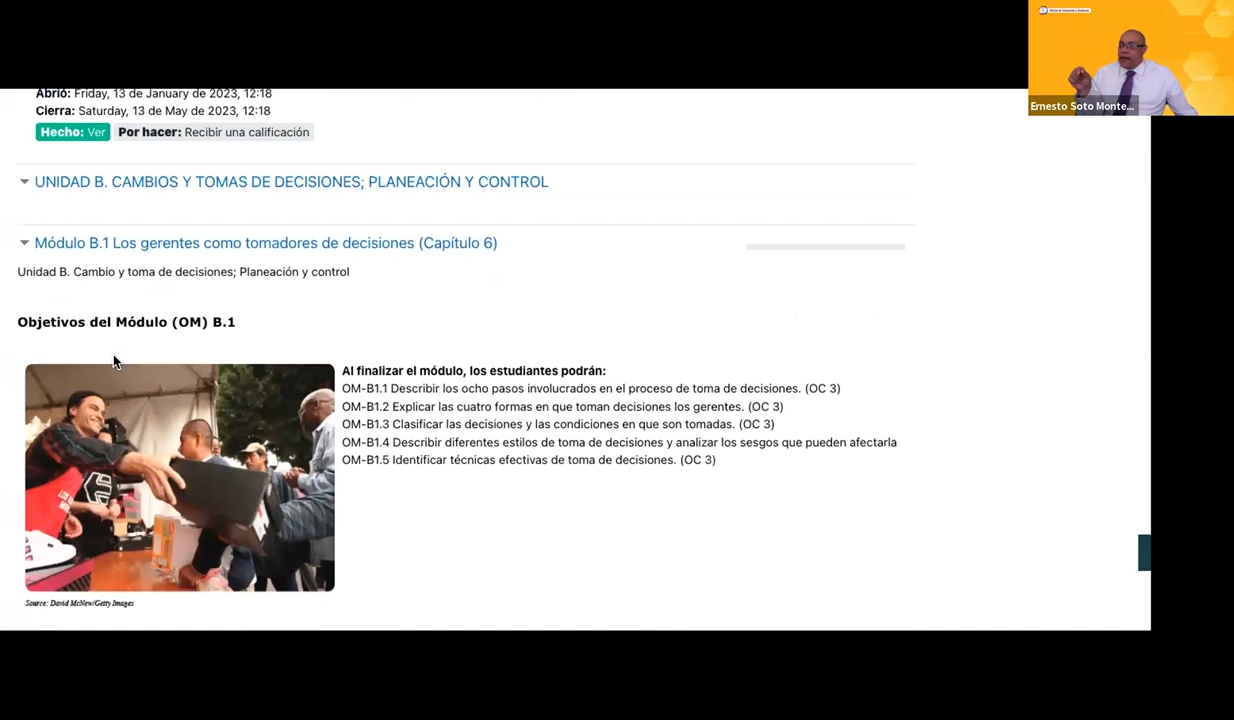 Abrió: Friday, 13 de January de 2023, 12:18
Cierra: Saturday, 13 de May de 2023, 12:18
Hecho: Ver Por hacer: Recibir una calificación
UNIDAD B. CAMBIOS Y TOMAS DE DECISIONES; PLANEACIÓN Y CONTROL
Módulo B.1 Los gerentes como tomadores de decisiones (Capítulo 6)
Unidad B. Cambio y toma de decisiones; Planeación y control
Objetivos del Módulo (OM) B.1
Al finalizar el módulo, los estudiantes podrán:
OM-B1.1 Describir los ocho pasos involucrados en el proceso de toma de decisiones. (OC 3)
OM-B1.2 Explicar las cuatro formas en que toman decisiones los gerentes. (OC 3)
OM-B1.3 Clasificar las decisiones y las condiciones en que son tomadas. (OC 3)
OM-B1.4 Describir diferentes estilos de toma de decisiones y analizar los sesgos que pueden afectarla
OM-B1.5 Identificar técnicas efectivas de toma de decisiones. (OC 3)
Source: David McNew/Getty Images
Ernesto Soto Monte...